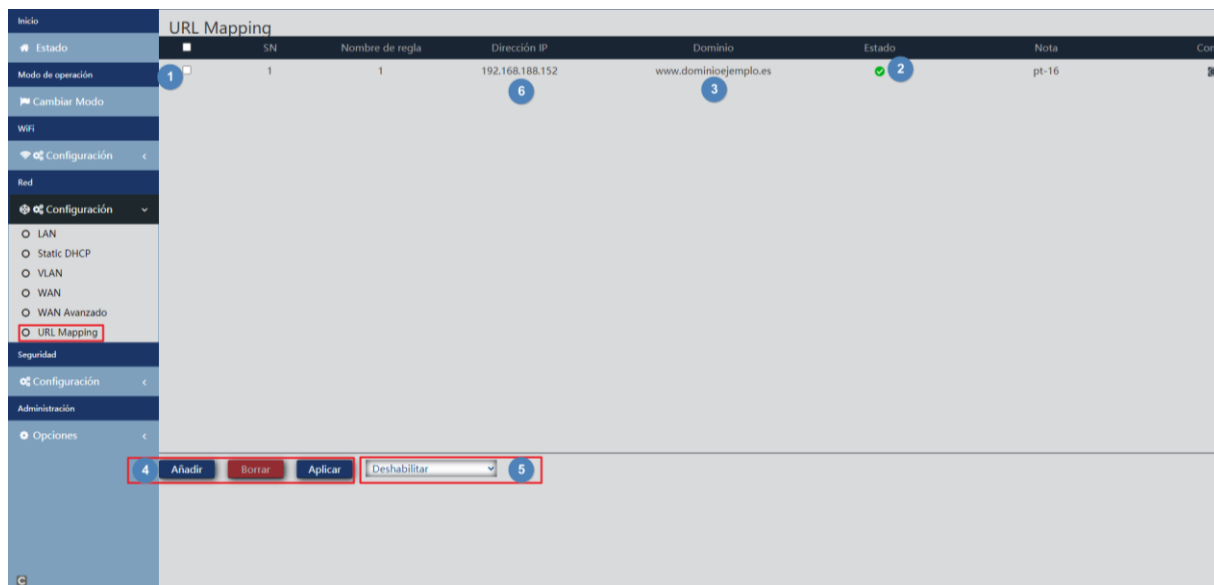 Inicio
Estado
Modo de operación
Cambiar Modo
WiFi
Configuración
Red
Configuración
LAN
Static DHCP
VLAN
WAN
WAN Avanzado
URL Mapping
Seguridad
Configuración
Administración
Opciones
URL Mapping
SN Nombre de regla Dirección IP Dominio Estado Nota Con
1 1 1 192.168.188.152 www.dominioejemplo.es 2 pt-16
6 3
4 Añadir Borrar Aplicar Deshabilitar 5